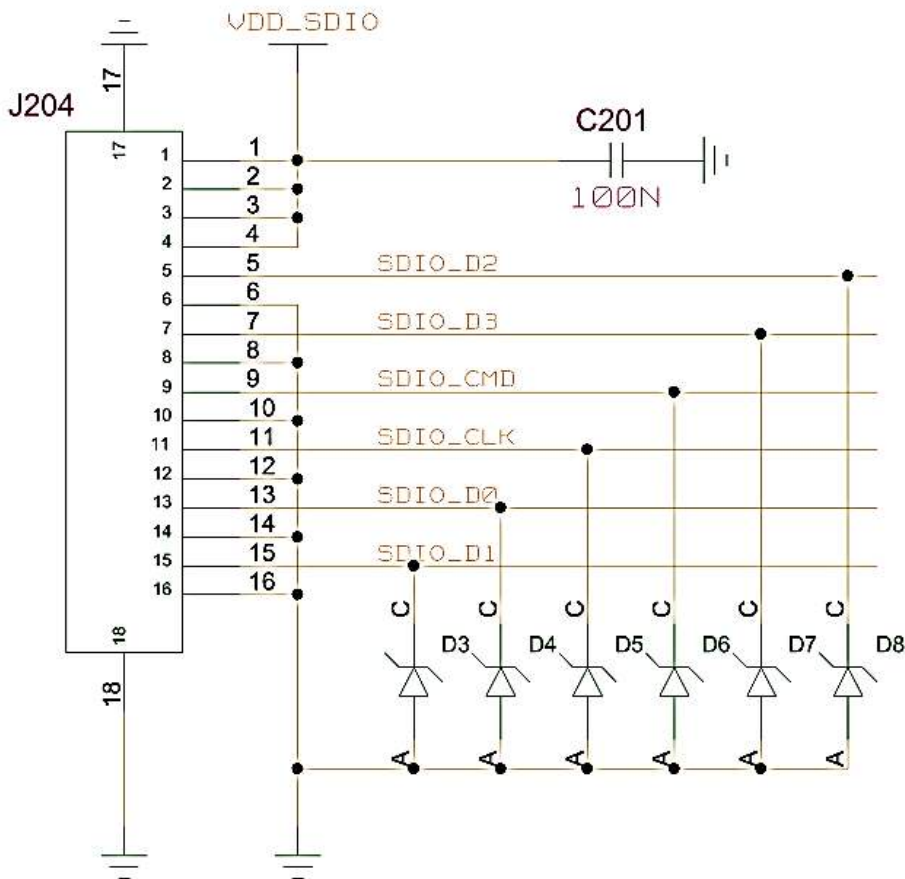 VDD_SDIO
17
J204
17
C201
100N
1 1
2 2
3 3
4 4
5 5 SDIO_D2
6 6
7 7 SDIO_D3
8 8
9 9 SDIO_CMD
10 10
11 11 SDIO_CLK
12 12
13 13 SDIO_D0
14 14
15 15 SDIO_D1
16 16
C C C C C C
18
D3 D4 D5 D6 D7 D8
18
A A A A A A